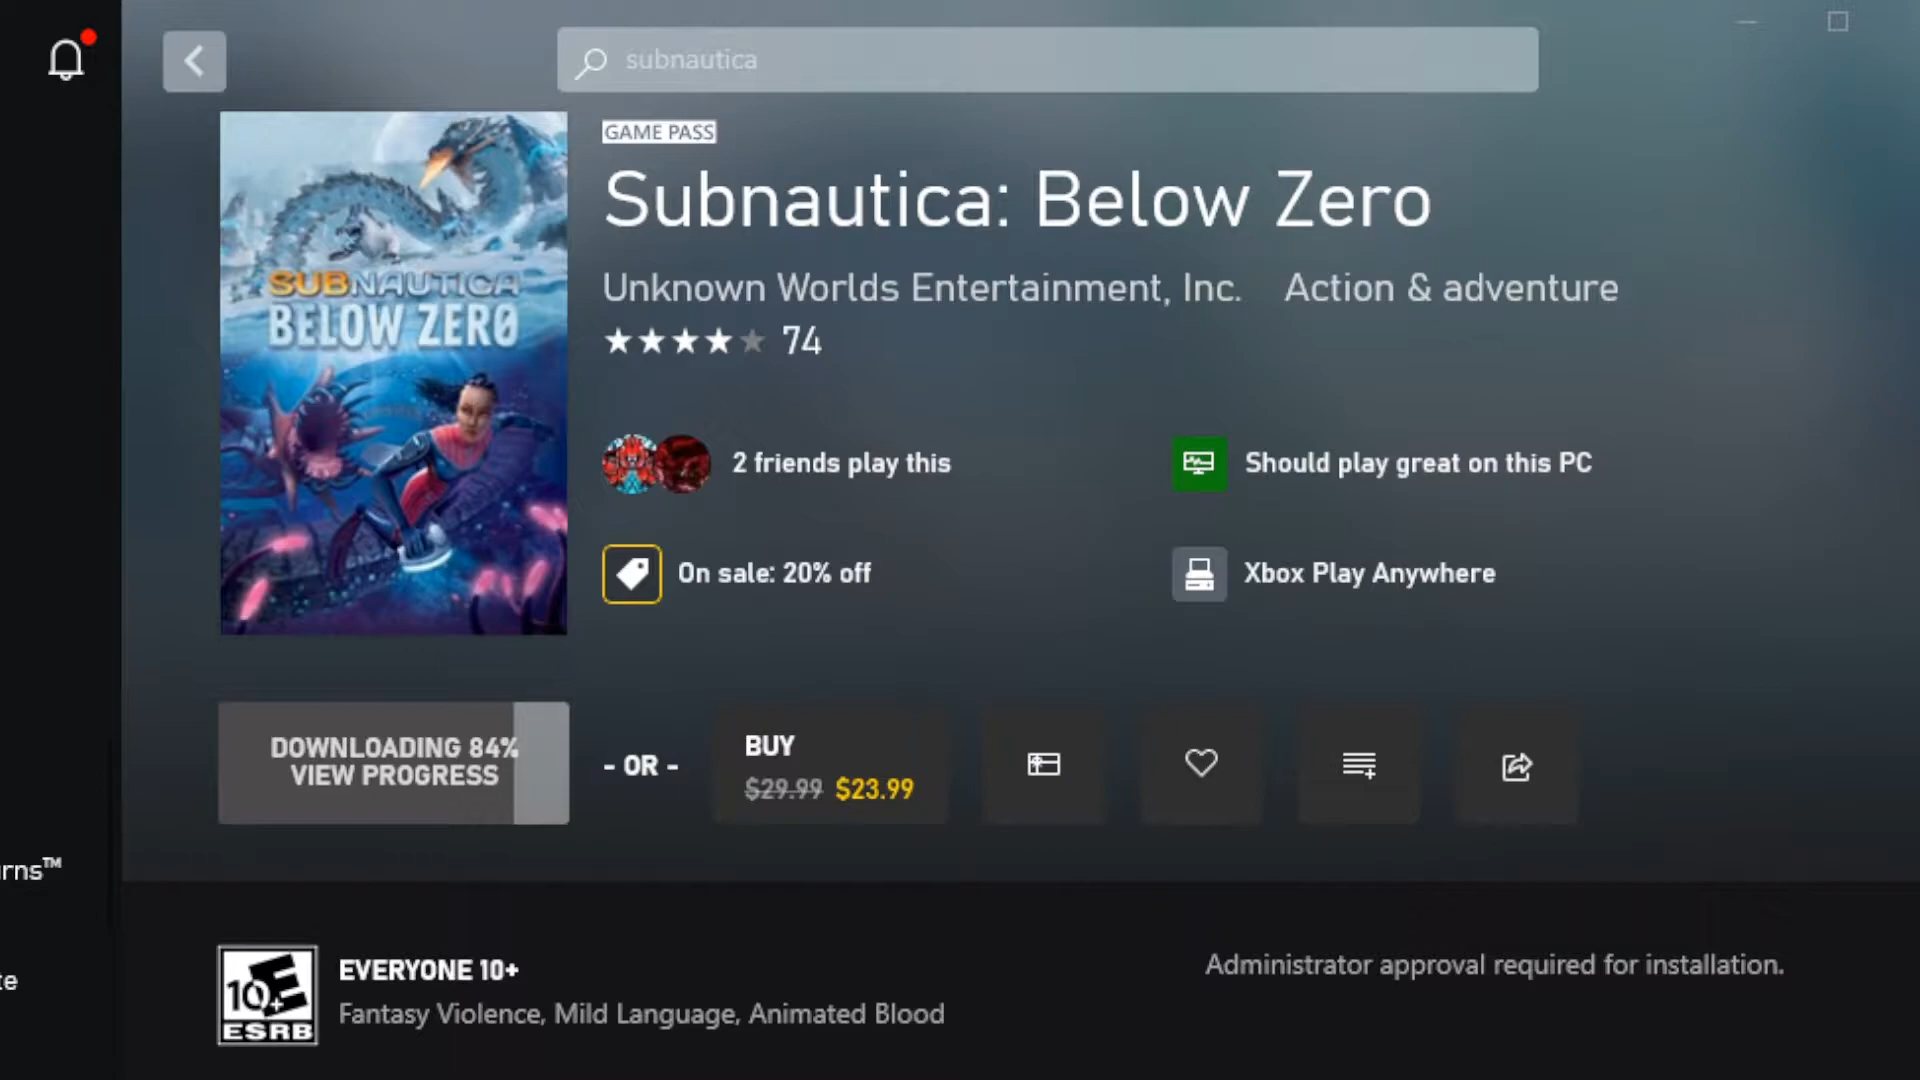 subnautica
GAME PASS
Subnautica: Below Zero
Unknown Worlds Entertainment, Inc. Action & adventure
74
SUBNAUTICA
BELOW ZERO
2 friends play this
Should play great on this PC
On sale: 20% off
Xbox Play Anywhere
DOWNLOADING 84%
VIEW PROGRESS
- OR -
BUY
$29.99 $23.99
rns™
te
10+
E
ESRB
EVERYONE 10+
Fantasy Violence, Mild Language, Animated Blood
Administrator approval required for installation.